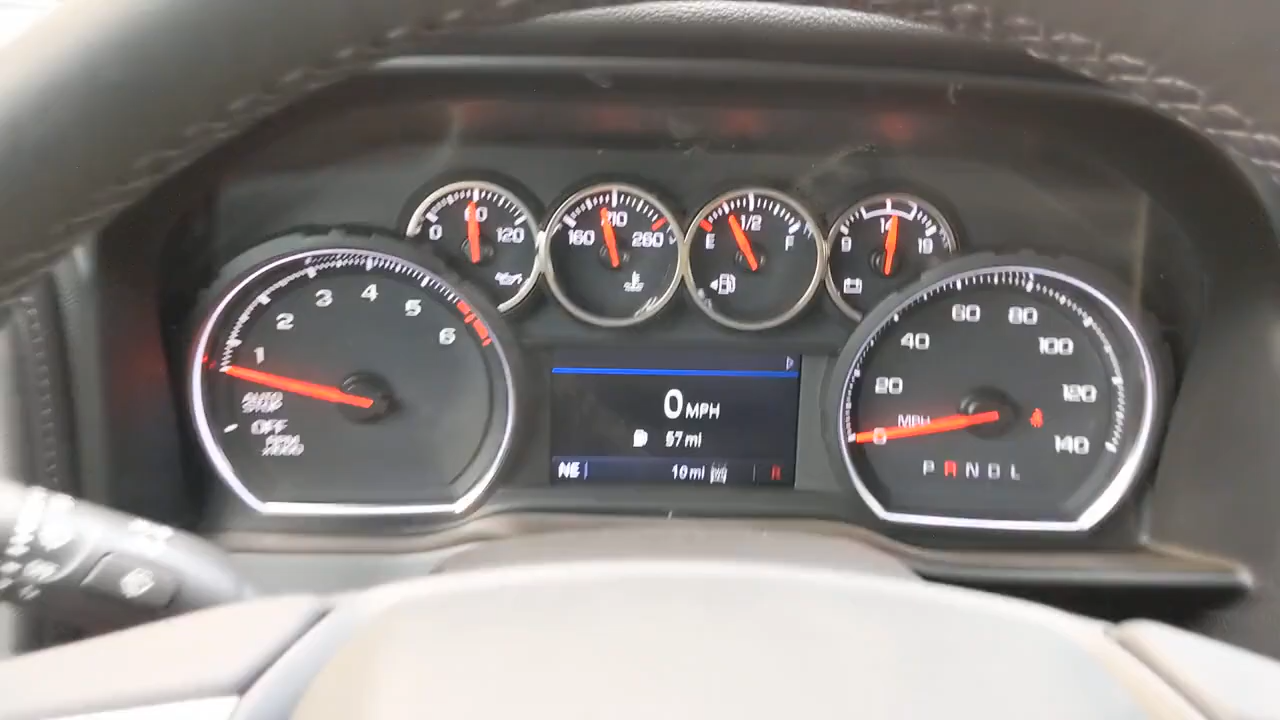 0 60 120
160 210 260
E 1/2 F
9 14 19
1 2 3 4 5 6
AUTO STOP
OFF
RPM
x1000
0 MPH
57 mi
NE 10 mi R
0 20 40 60 80 100 120 140
MPH
P R N D L